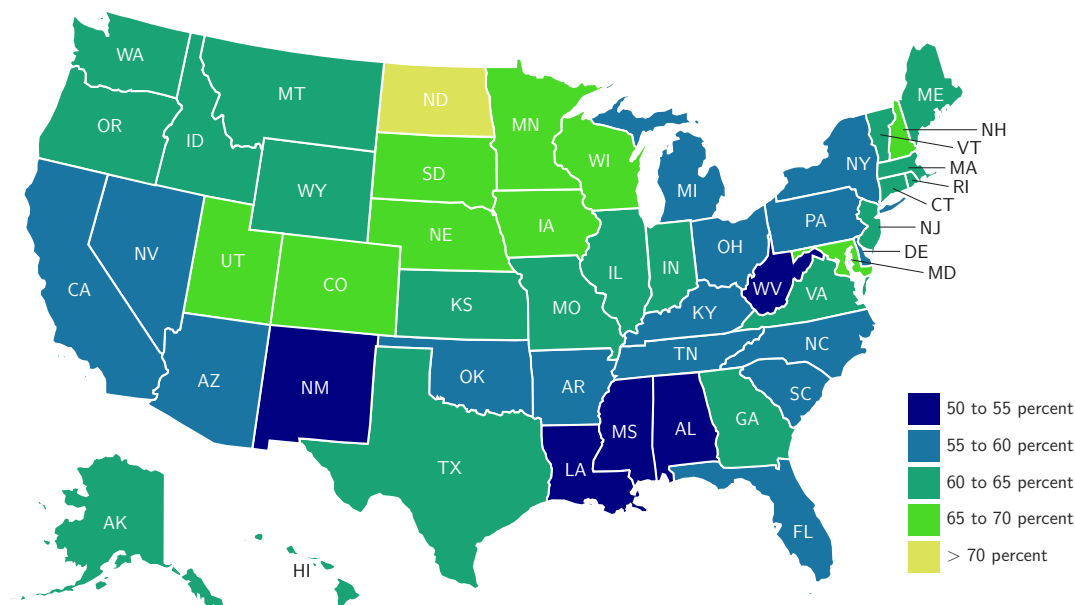 WA
ME
MT
ND
OR
MN
NH
ID
VT
WI
NY
MA
SD
RI
WY
MI
CT
PA
IA
NJ
NE
OH
NV
DE
UT
IL
IN
MD
CO
CA
WV
VA
KS
MO
KY
NC
TN
OK
AZ
AR
NM
SC
50 to 55 percent
GA
MS
AL
55 to 60 percent
TX
LA
60 to 65 percent
65 to 70 percent
AK
FL
> 70 percent
HI